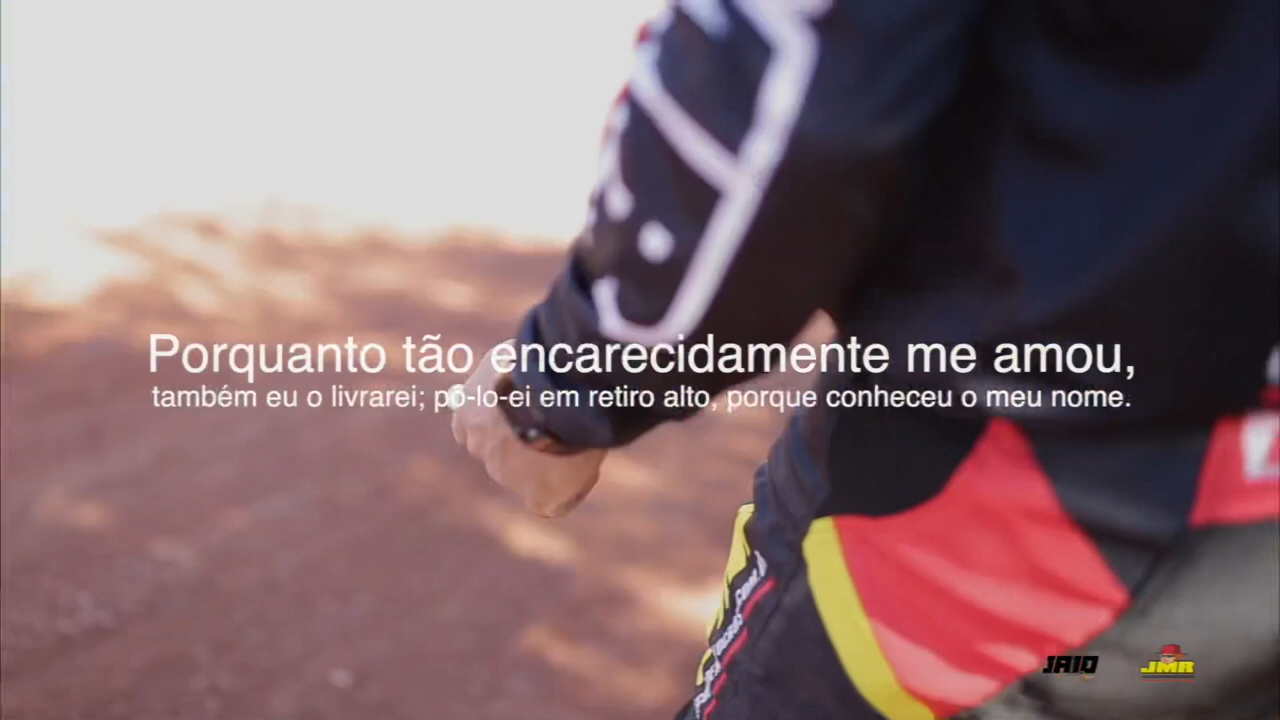 Porquanto tão encarecidamente me amou,
também eu o livrarei; pô-lo-ei em retiro alto, porque conheceu o meu nome.
JAIO
JMR